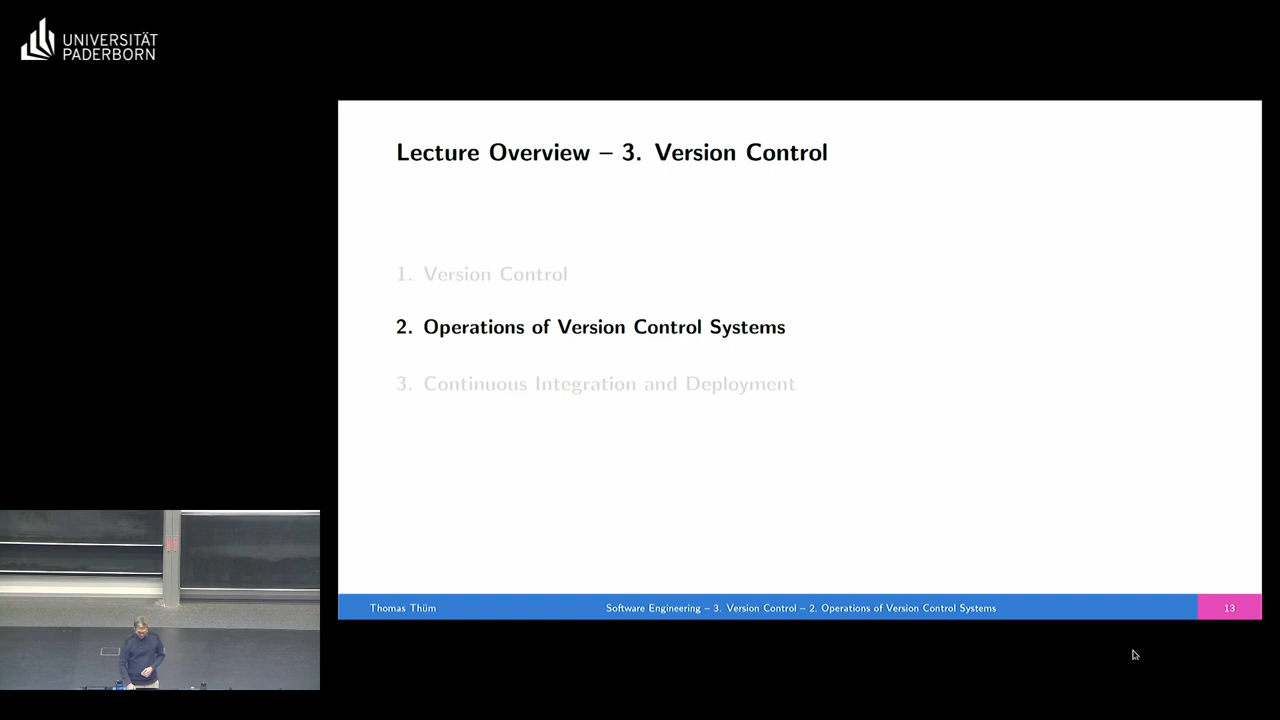 UNIVERSITÄT
PADERBORN
Lecture Overview – 3. Version Control
1. Version Control
2. Operations of Version Control Systems
3. Continuous Integration and Deployment
Thomas Thüm
Software Engineering – 3. Version Control – 2. Operations of Version Control Systems
13